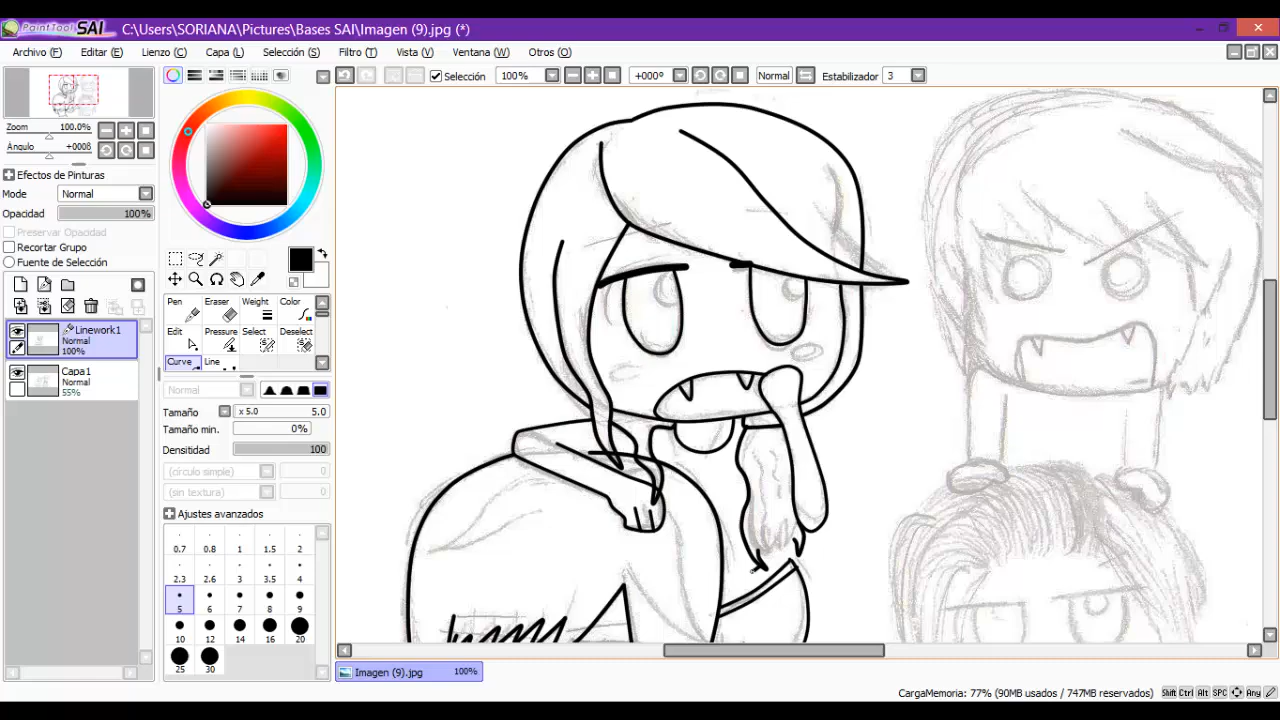 PaintTool SAI C:\Users\SORIANA\Pictures\Bases SAI\Imagen (9).jpg (*)
Archivo (F) Editar (E) Lienzo (C) Capa (L) Selección (S) Filtro (T) Vista (V) Ventana (W) Otros (O)
Selección 100% +000º Normal Estabilizador 3
Zoom 100.0%
Ángulo +000º
Efectos de Pinturas
Mode Normal
Opacidad 100%
Preservar Opacidad
Recortar Grupo
Fuente de Selección
Linework1
Normal
100%
Capa1
Normal
55%
Pen Eraser Weight Color
Edit Pressure Select Deselect
Curve Line
Normal
Tamaño x 5.0 5.0
Tamaño min. 0%
Densitidad 100
(círculo simple) 0
(sin textura) 0
Ajustes avanzados
0.7 0.8 1 1.5 2
2.3 2.6 3 3.5 4
5 6 7 8 9
10 12 14 16 20
25 30
Imagen (9).jpg 100%
CargaMemoria: 77% (90MB usados / 747MB reservados) Shift Ctrl Alt SPC Any